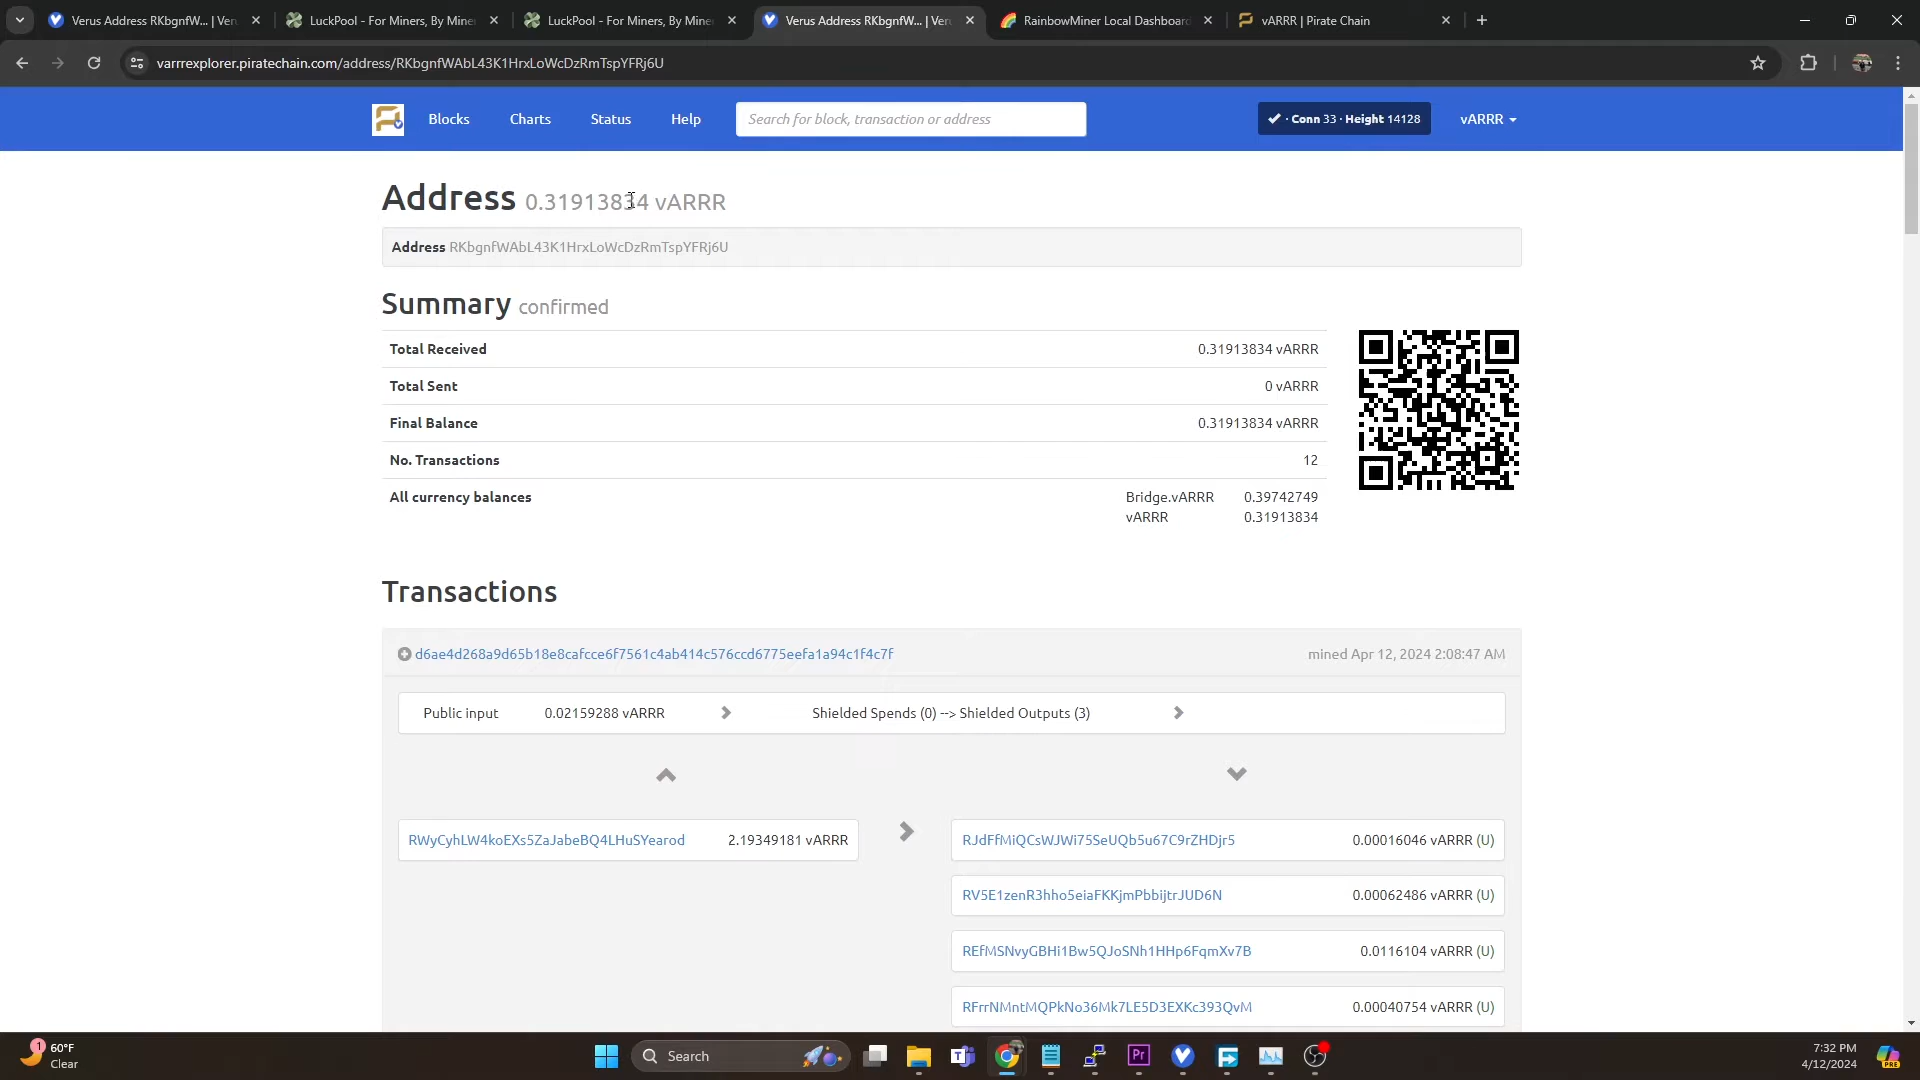 Verus Address RKbgnfW... | Veru
LuckPool - For Miners, By Mine
LuckPool - For Miners, By Mine
Verus Address RKbgnfW... | Veru
RainbowMiner Local Dashboard
vARRR | Pirate Chain
varrrexplorer.piratechain.com/address/RKbgnfWAbL43K1HrxLoWcDzRmTspYFRj6U
Blocks
Charts
Status
Help
Search for block, transaction or address
· Conn 33 · Height 14128
vARRR
Address 0.31913834 vARRR
Address RKbgnfWAbL43K1HrxLoWcDzRmTspYFRj6U
Summary confirmed
Total Received 0.31913834 vARRR
Total Sent 0 vARRR
Final Balance 0.31913834 vARRR
No. Transactions 12
All currency balances Bridge.vARRR 0.39742749
vARRR 0.31913834
Transactions
d6ae4d268a9d65b18e8cafcce6f7561c4ab414c576ccd6775eefa1a94c1f4c7f mined Apr 12, 2024 2:08:47 AM
Public input 0.02159288 vARRR Shielded Spends (0) --> Shielded Outputs (3)
RWyCyhLW4koEXs5ZaJabeBQ4LHuSYearod 2.19349181 vARRR
RJdFfMiQCsWJWi75SeUQb5u67C9rZHDjr5 0.00016046 vARRR (U)
RV5E1zenR3hho5eiaFKKjmPbbijtrJUD6N 0.00062486 vARRR (U)
REfMSNvyGBHi1Bw5QJoSNh1HHp6FqmXv7B 0.0116104 vARRR (U)
RFrrNMntMQPkNo36Mk7LE5D3EXKc393QvM 0.00040754 vARRR (U)
1
60°F
Clear
Search
Pr
7:32 PM
4/12/2024
PRE